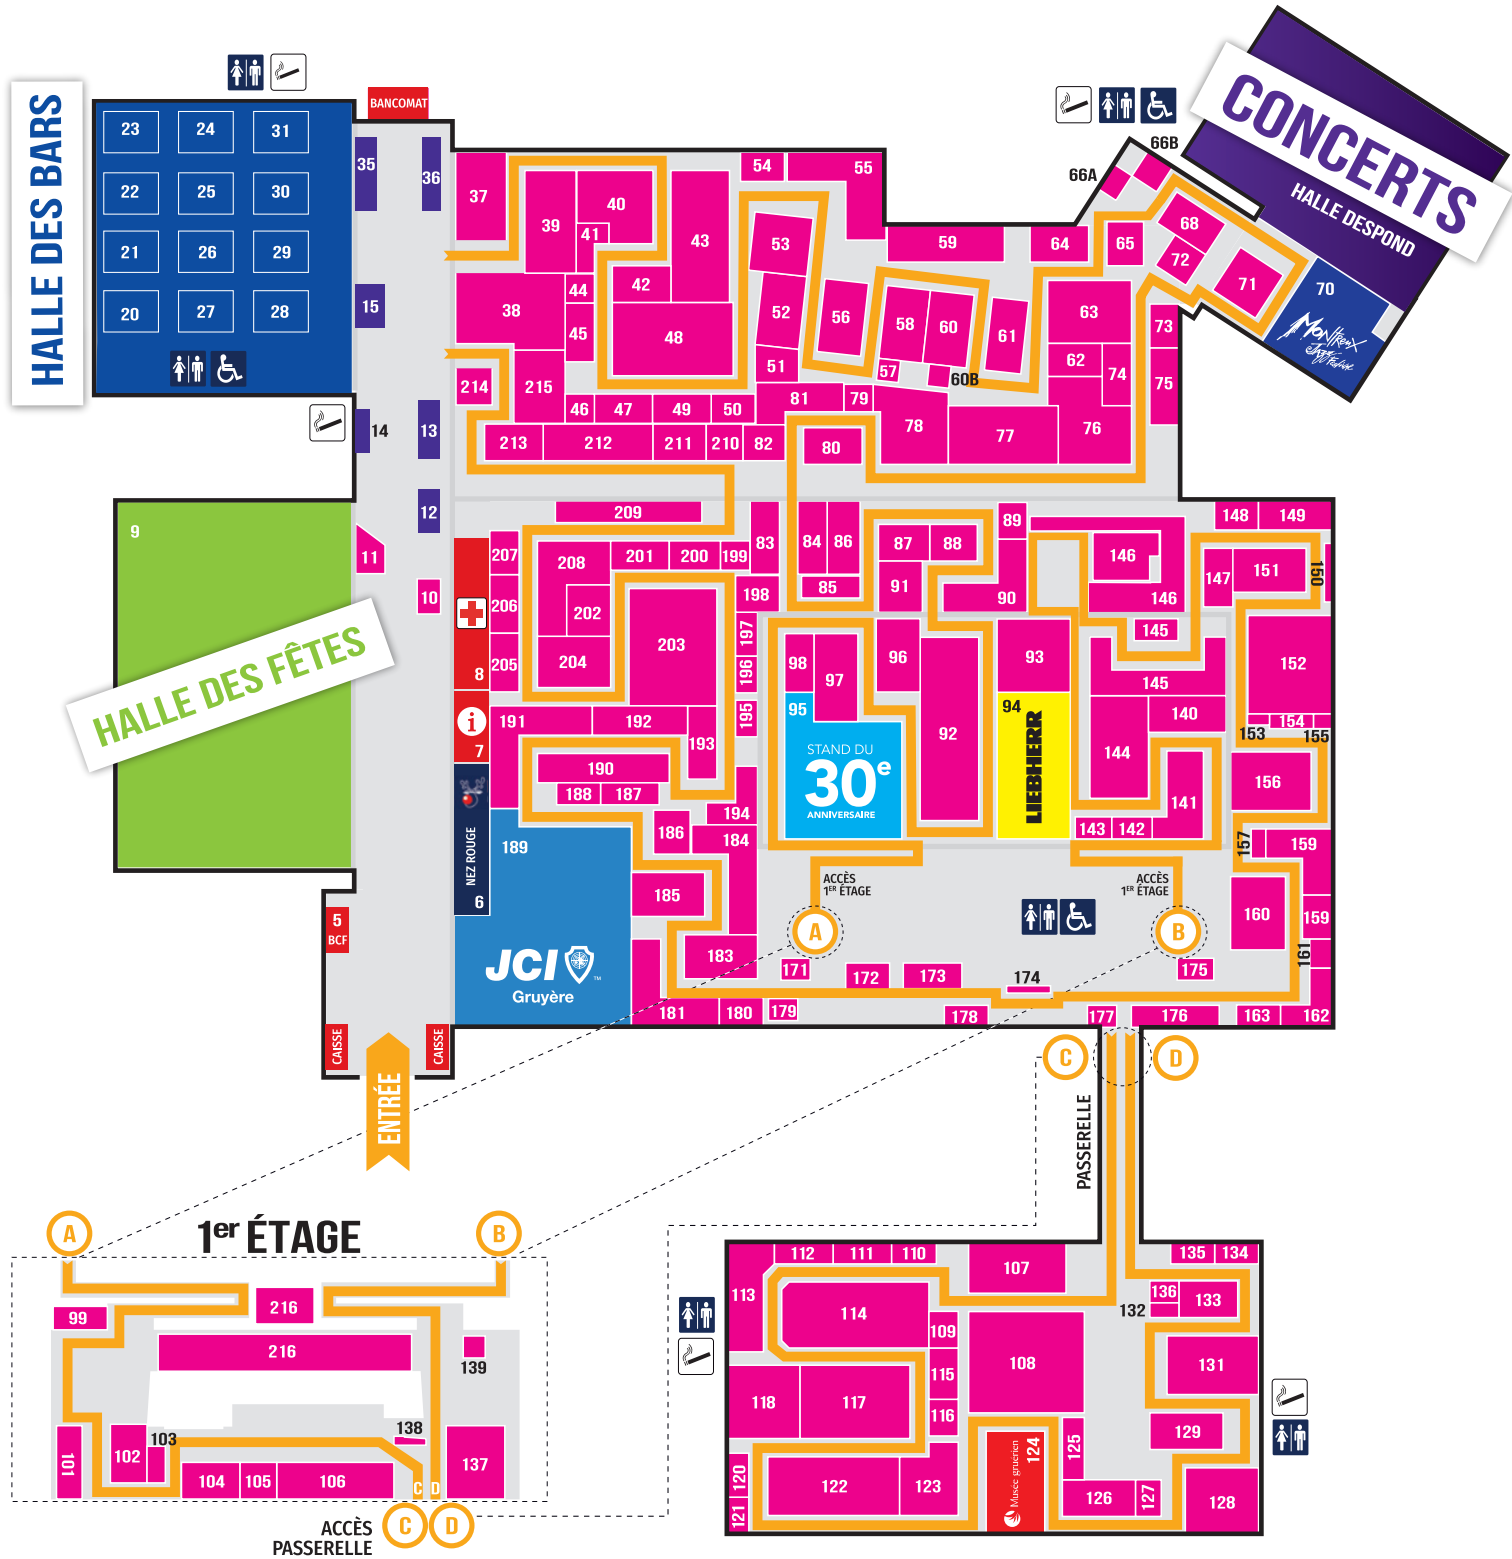 HALLE DES BARS
BANCOMAT
CONCERTS
HALLE DESPOND
66B
66A
23 24 31
22 25 30
21 26 29
20 27 28
35 36
15
14 13
12
11
10
37 39 40 41 43 42
44 38 45 48
54 55 53 52 51
56 58 60 57 60B 61
59 64 65 68 72 71
70
Montreux
Jazz Festival
63 62 74 73 75
214 215 46 47 49 50 81 79
213 212 211 210 82 80 78 77 76
9
HALLE DES FÊTES
209
207 208 201 200 199 83
206 202 203 198
205 204 197
196
195
8
7
NEZ ROUGE
6
191 192 193
190
188 187
194
186 184
185
183
189
JCI
™
Gruyère
84 86 85
87 88 91 89 90
146
146
145
145
148 149
147 151 150
152
153 154 155
98 97 96 92 93
95
STAND DU
30e
ANNIVERSAIRE
94
LIEBHERR
140
144 141
143 142
156
157 159
160 159
161
ACCÈS
1ER ÉTAGE
A
ACCÈS
1ER ÉTAGE
B
171 172 173 174 175
181 180 179 178 177 176 163 162
5
BCF
CAISSE
CAISSE
ENTRÉE
C D
PASSERELLE
A
1er ÉTAGE
B
99 216
216
139
138
103
101 102
104 105 106 137
C D
ACCÈS
PASSERELLE
C D
112 111 110 107 135 134
113 114 109 108
136 133
132
131
118 117 115 116
129
120 122 123
121
Musée gruérien
124
125
126 127 128